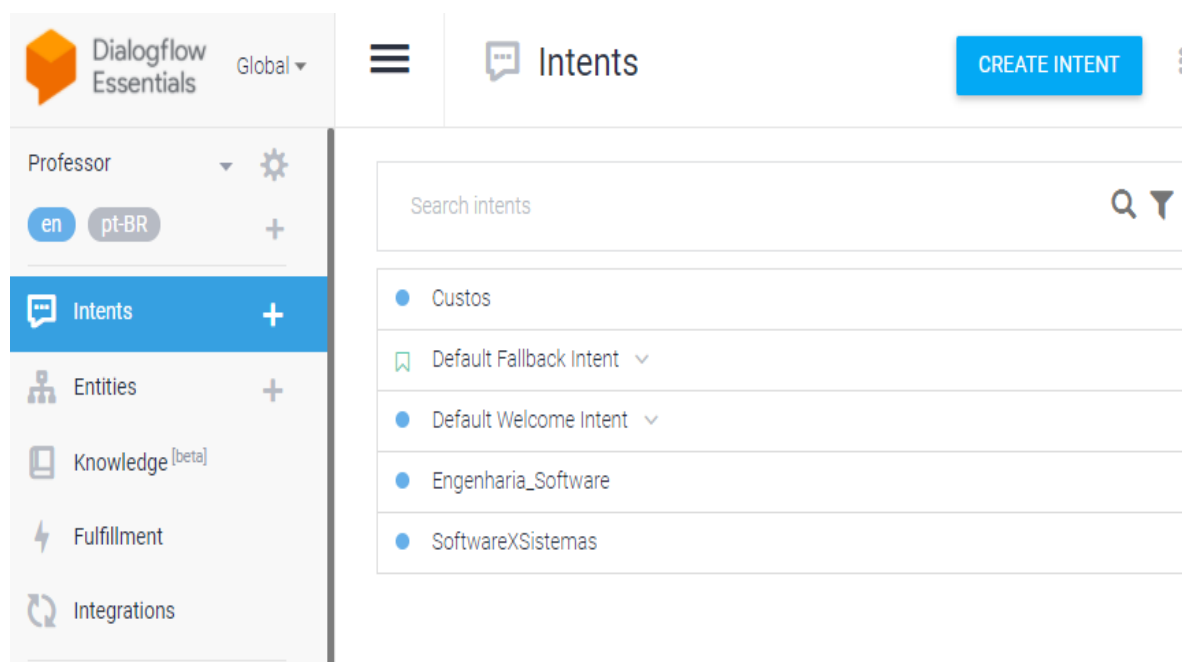 Dialogflow
Essentials
Global
Intents
CREATE INTENT
Professor
en
pt-BR
Search intents
Intents
Entities
Knowledge [beta]
Fulfillment
Integrations
Custos
Default Fallback Intent
Default Welcome Intent
Engenharia_Software
SoftwareXSistemas